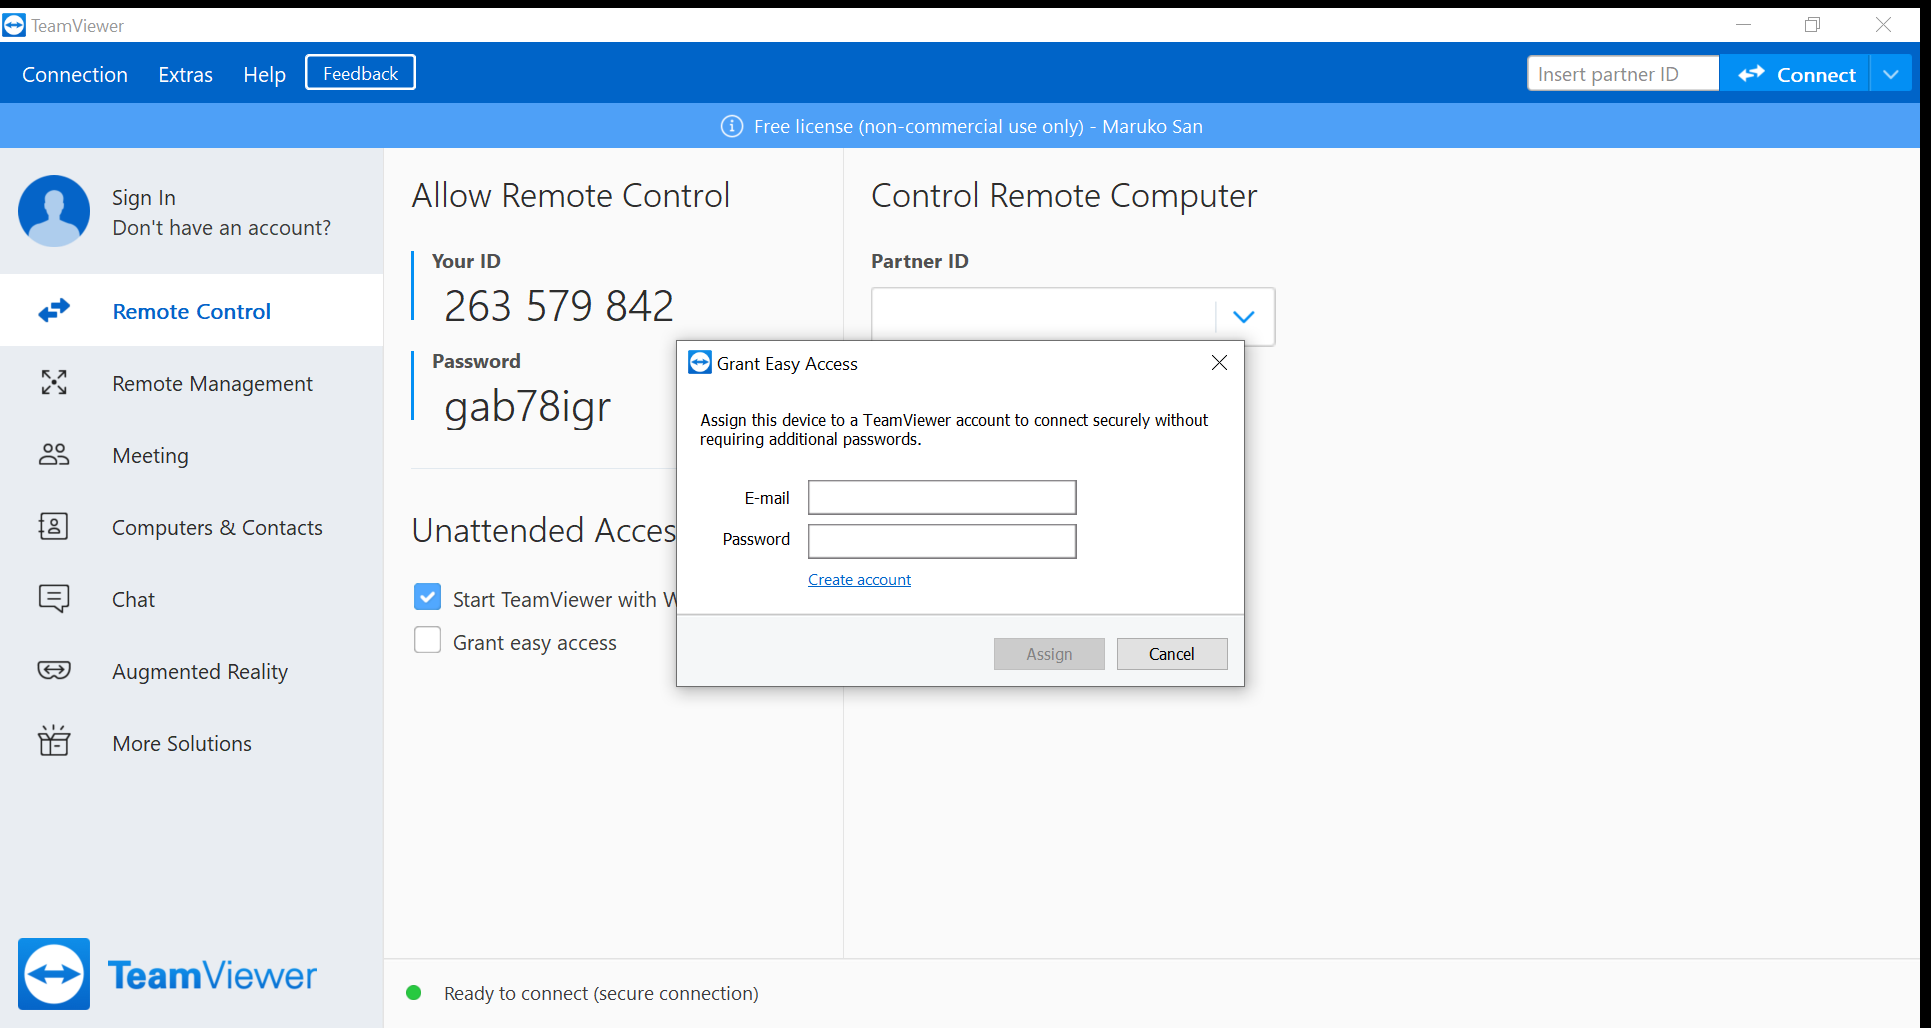 TeamViewer
Connection Extras Help Feedback
Insert partner ID Connect
Free license (non-commercial use only) - Maruko San
Sign In
Don't have an account?
Remote Control
Remote Management
Meeting
Computers & Contacts
Chat
Augmented Reality
More Solutions
TeamViewer
Allow Remote Control
Your ID
263 579 842
Password
gab78igr
Unattended Acces
Start TeamViewer with W
Grant easy access
Control Remote Computer
Partner ID
Grant Easy Access
Assign this device to a TeamViewer account to connect securely without
requiring additional passwords.
E-mail
Password
Create account
Assign Cancel
Ready to connect (secure connection)